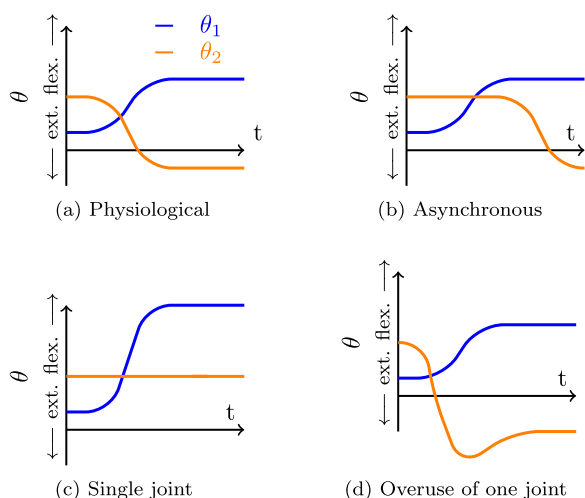 θ1
θ2
θ
← ext. flex. →
t
(a) Physiological
θ
← ext. flex. →
t
(b) Asynchronous
θ
← ext. flex. →
t
(c) Single joint
θ
← ext. flex. →
t
(d) Overuse of one joint